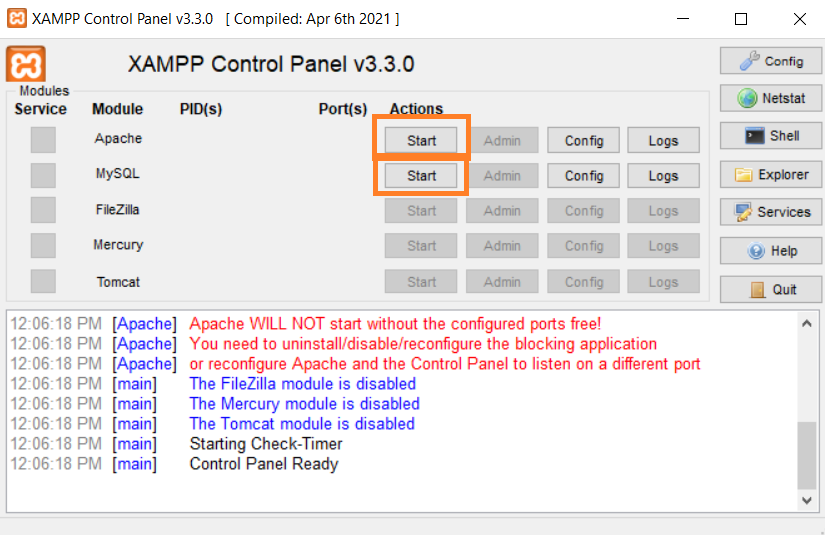 XAMPP Control Panel v3.3.0 [ Compiled: Apr 6th 2021 ]
XAMPP Control Panel v3.3.0
Config
Modules
Service Module PID(s) Port(s) Actions
Netstat
Apache Start Admin Config Logs
Shell
MySQL Start Admin Config Logs
Explorer
FileZilla Start Admin Config Logs
Services
Mercury Start Admin Config Logs
Help
Tomcat Start Admin Config Logs
Quit
12:06:18 PM [Apache] Apache WILL NOT start without the configured ports free!
12:06:18 PM [Apache] You need to uninstall/disable/reconfigure the blocking application
12:06:18 PM [Apache] or reconfigure Apache and the Control Panel to listen on a different port
12:06:18 PM [main] The FileZilla module is disabled
12:06:18 PM [main] The Mercury module is disabled
12:06:18 PM [main] The Tomcat module is disabled
12:06:18 PM [main] Starting Check-Timer
12:06:18 PM [main] Control Panel Ready